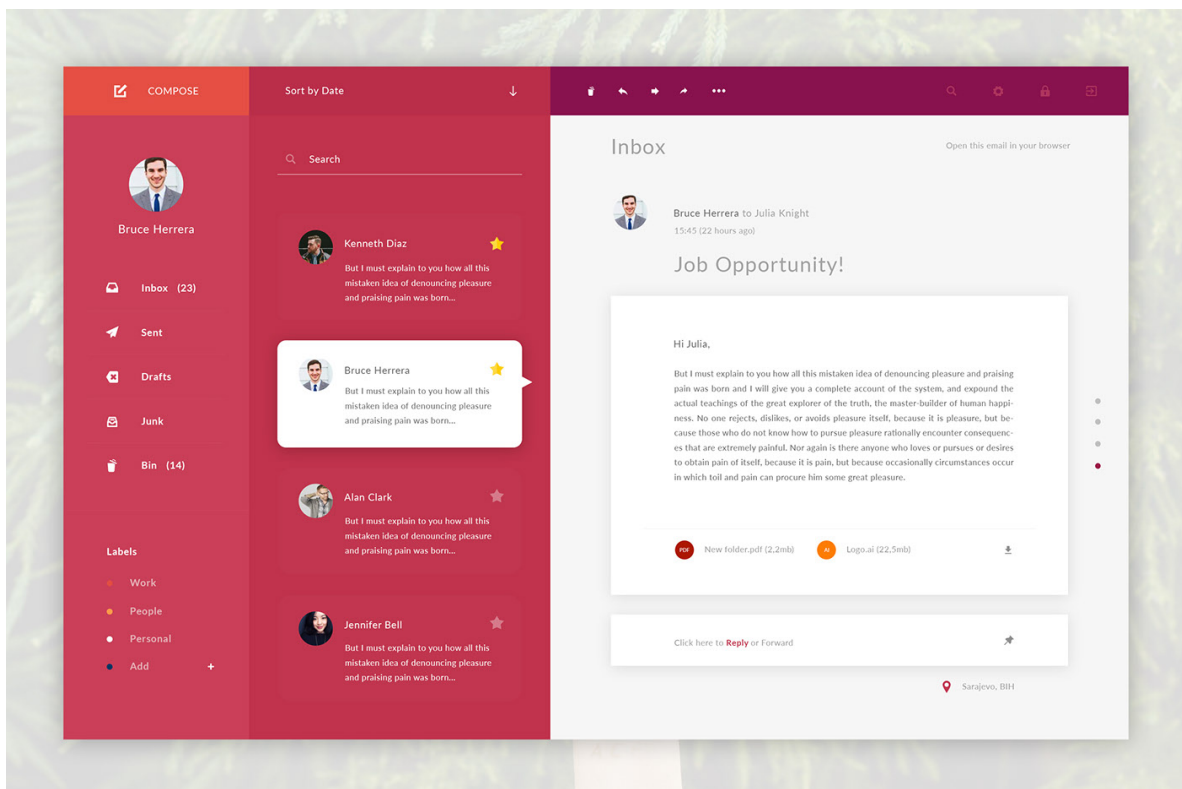 COMPOSE
Bruce Herrera
Inbox (23)
Sent
Drafts
Junk
Bin (14)
Labels
Work
People
Personal
Add +
Sort by Date
Search
Kenneth Diaz
But I must explain to you how all this
mistaken idea of denouncing pleasure
and praising pain was born...
Bruce Herrera
But I must explain to you how all this
mistaken idea of denouncing pleasure
and praising pain was born...
Alan Clark
But I must explain to you how all this
mistaken idea of denouncing pleasure
and praising pain was born...
Jennifer Bell
But I must explain to you how all this
mistaken idea of denouncing pleasure
and praising pain was born...
Inbox
Open this email in your browser
Bruce Herrera to Julia Knight
15:45 (22 hours ago)
Job Opportunity!
Hi Julia,
But I must explain to you how all this mistaken idea of denouncing pleasure and praising
pain was born and I will give you a complete account of the system, and expound the
actual teachings of the great explorer of the truth, the master-builder of human happi-
ness. No one rejects, dislikes, or avoids pleasure itself, because it is pleasure, but be-
cause those who do not know how to pursue pleasure rationally encounter consequenc-
es that are extremely painful. Nor again is there anyone who loves or pursues or desires
to obtain pain of itself, because it is pain, but because occasionally circumstances occur
in which toil and pain can procure him some great pleasure.
PDF New folder.pdf (2,2mb) AI Logo.ai (22,5mb)
Click here to Reply or Forward
Sarajevo, BIH